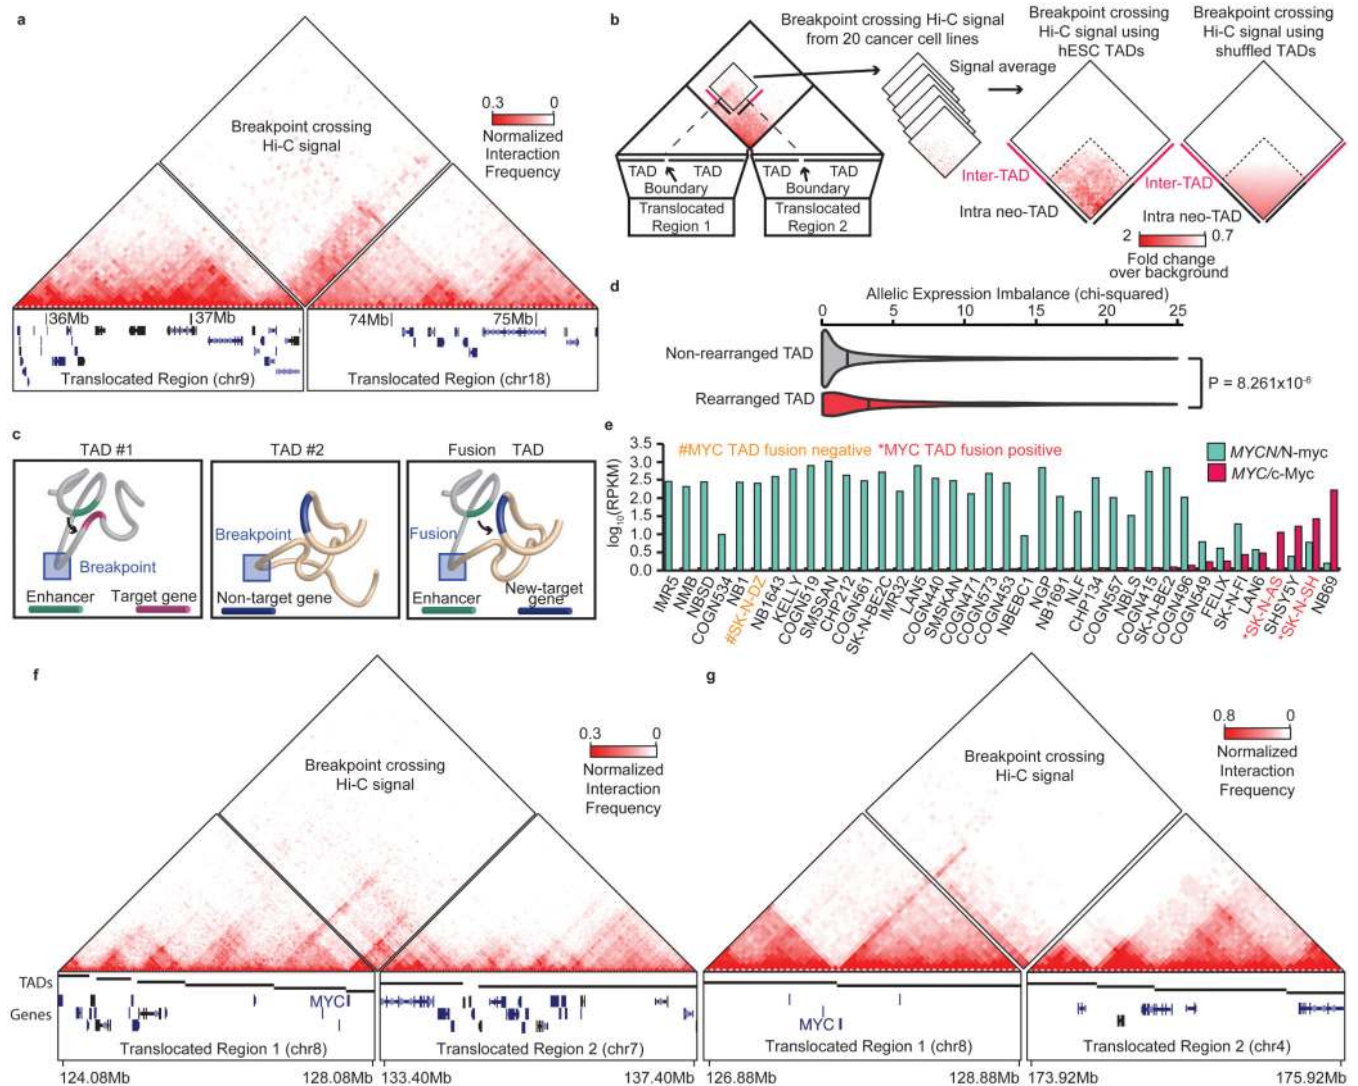 a
0.3 0
Normalized
Interaction
Frequency
Breakpoint crossing
Hi-C signal
36Mb 37Mb 74Mb 75Mb
Translocated Region (chr9) Translocated Region (chr18)
b
Breakpoint crossing Hi-C signal
from 20 cancer cell lines
Breakpoint crossing
Hi-C signal using
hESC TADs
Breakpoint crossing
Hi-C signal using
shuffled TADs
Signal average
TAD TAD TAD TAD
Boundary Boundary
Translocated
Region 1
Translocated
Region 2
Inter-TAD Inter-TAD
Intra neo-TAD Intra neo-TAD
2 0.7
Fold change
over background
c
TAD #1 TAD #2 Fusion TAD
Breakpoint
Enhancer Target gene
Breakpoint
Non-target gene
Fusion
Enhancer
New-target
gene
d
Allelic Expression Imbalance (chi-squared)
0 5 10 15 20 25
Non-rearranged TAD
Rearranged TAD
P = 8.261x10⁻⁶
e
#MYC TAD fusion negative *MYC TAD fusion positive
MYCN/N-myc
MYC/c-Myc
log₁₀(RPKM)
3.5
3.0
2.5
2.0
1.5
1.0
0.5
0.0
IMR5
NMB
NBSD
COGN534
NB1
#SK-N-DZ
NB1643
KELLY
COGN519
SMSSAN
CHP212
COGN561
SK-N-BE2C
IMR32
LAN5
COGN440
SMSKAN
COGN471
COGN573
COGN453
NBEBC1
NGP
NB1691
NLF
CHP134
COGN557
NBLS
COGN415
SK-N-BE2
COGN496
COGN549
FELIX
SK-N-FI
LAN6
*SK-N-AS
SHSY5Y
*SK-N-SH
NB69
f
Breakpoint crossing
Hi-C signal
0.3 0
Normalized
Interaction
Frequency
TADs
Genes
MYC
Translocated Region 1 (chr8) Translocated Region 2 (chr7)
124.08Mb 128.08Mb 133.40Mb 137.40Mb
g
Breakpoint crossing
Hi-C signal
0.8 0
Normalized
Interaction
Frequency
MYC
Translocated Region 1 (chr8) Translocated Region 2 (chr4)
126.88Mb 128.88Mb 173.92Mb 175.92Mb